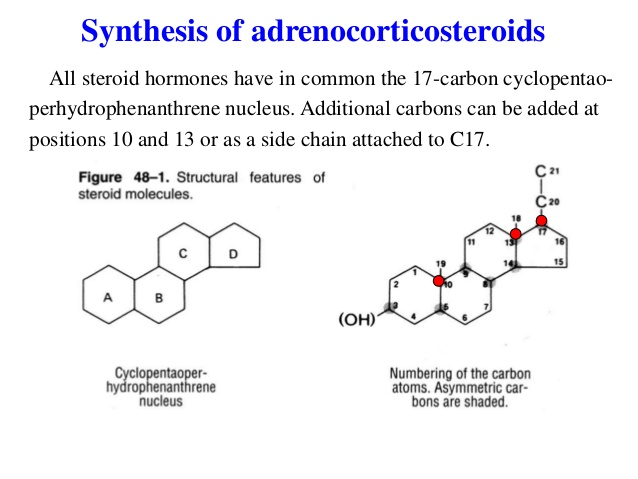 Synthesis of adrenocorticosteroids
All steroid hormones have in common the 17-carbon cyclopentao-
perhydrophenanthrene nucleus. Additional carbons can be added at
positions 10 and 13 or as a side chain attached to C17.
Figure 48–1. Structural features of
steroid molecules.
A
B
C
D
Cyclopentaoper-
hydrophenanthrene
nucleus
C 21
C 20
18
17
12
13
11
16
19
1
14
15
9
2
10
8
3
5
7
(OH)
4
6
Numbering of the carbon
atoms. Asymmetric car-
bons are shaded.